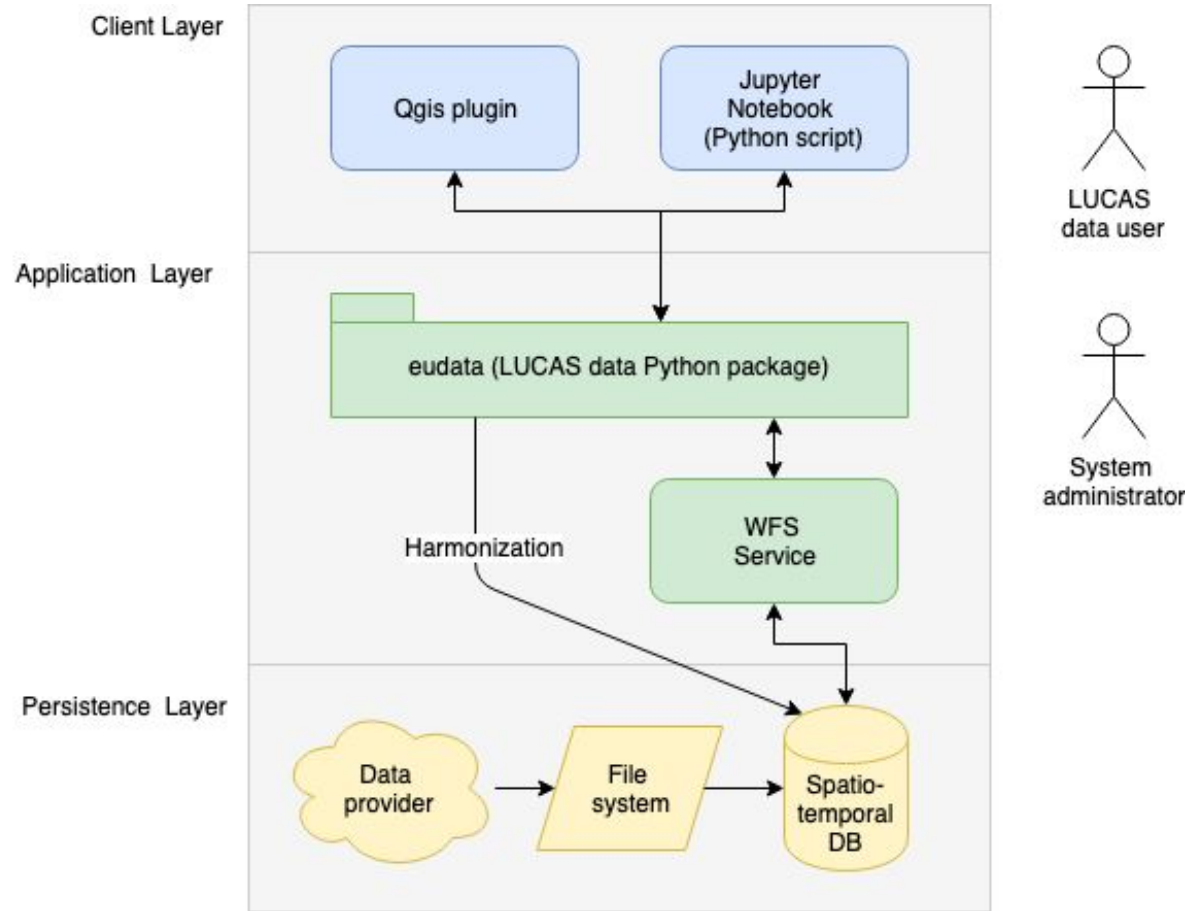 Client Layer
Qgis plugin
Jupyter
Notebook
(Python script)
LUCAS
data user
Application Layer
eudata (LUCAS data Python package)
System
administrator
WFS
Service
Harmonization
Persistence Layer
Data
provider
File
system
Spatio-
temporal
DB